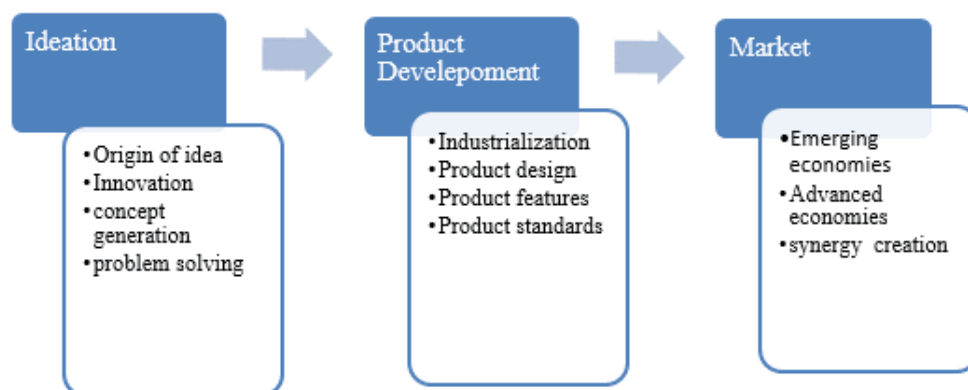 Ideation
•Origin of idea
•Innovation
•concept
generation
•problem solving
Product
Develepoment
•Industrialization
•Product design
•Product features
•Product standards
Market
•Emerging
economies
•Advanced
economies
•synergy creation